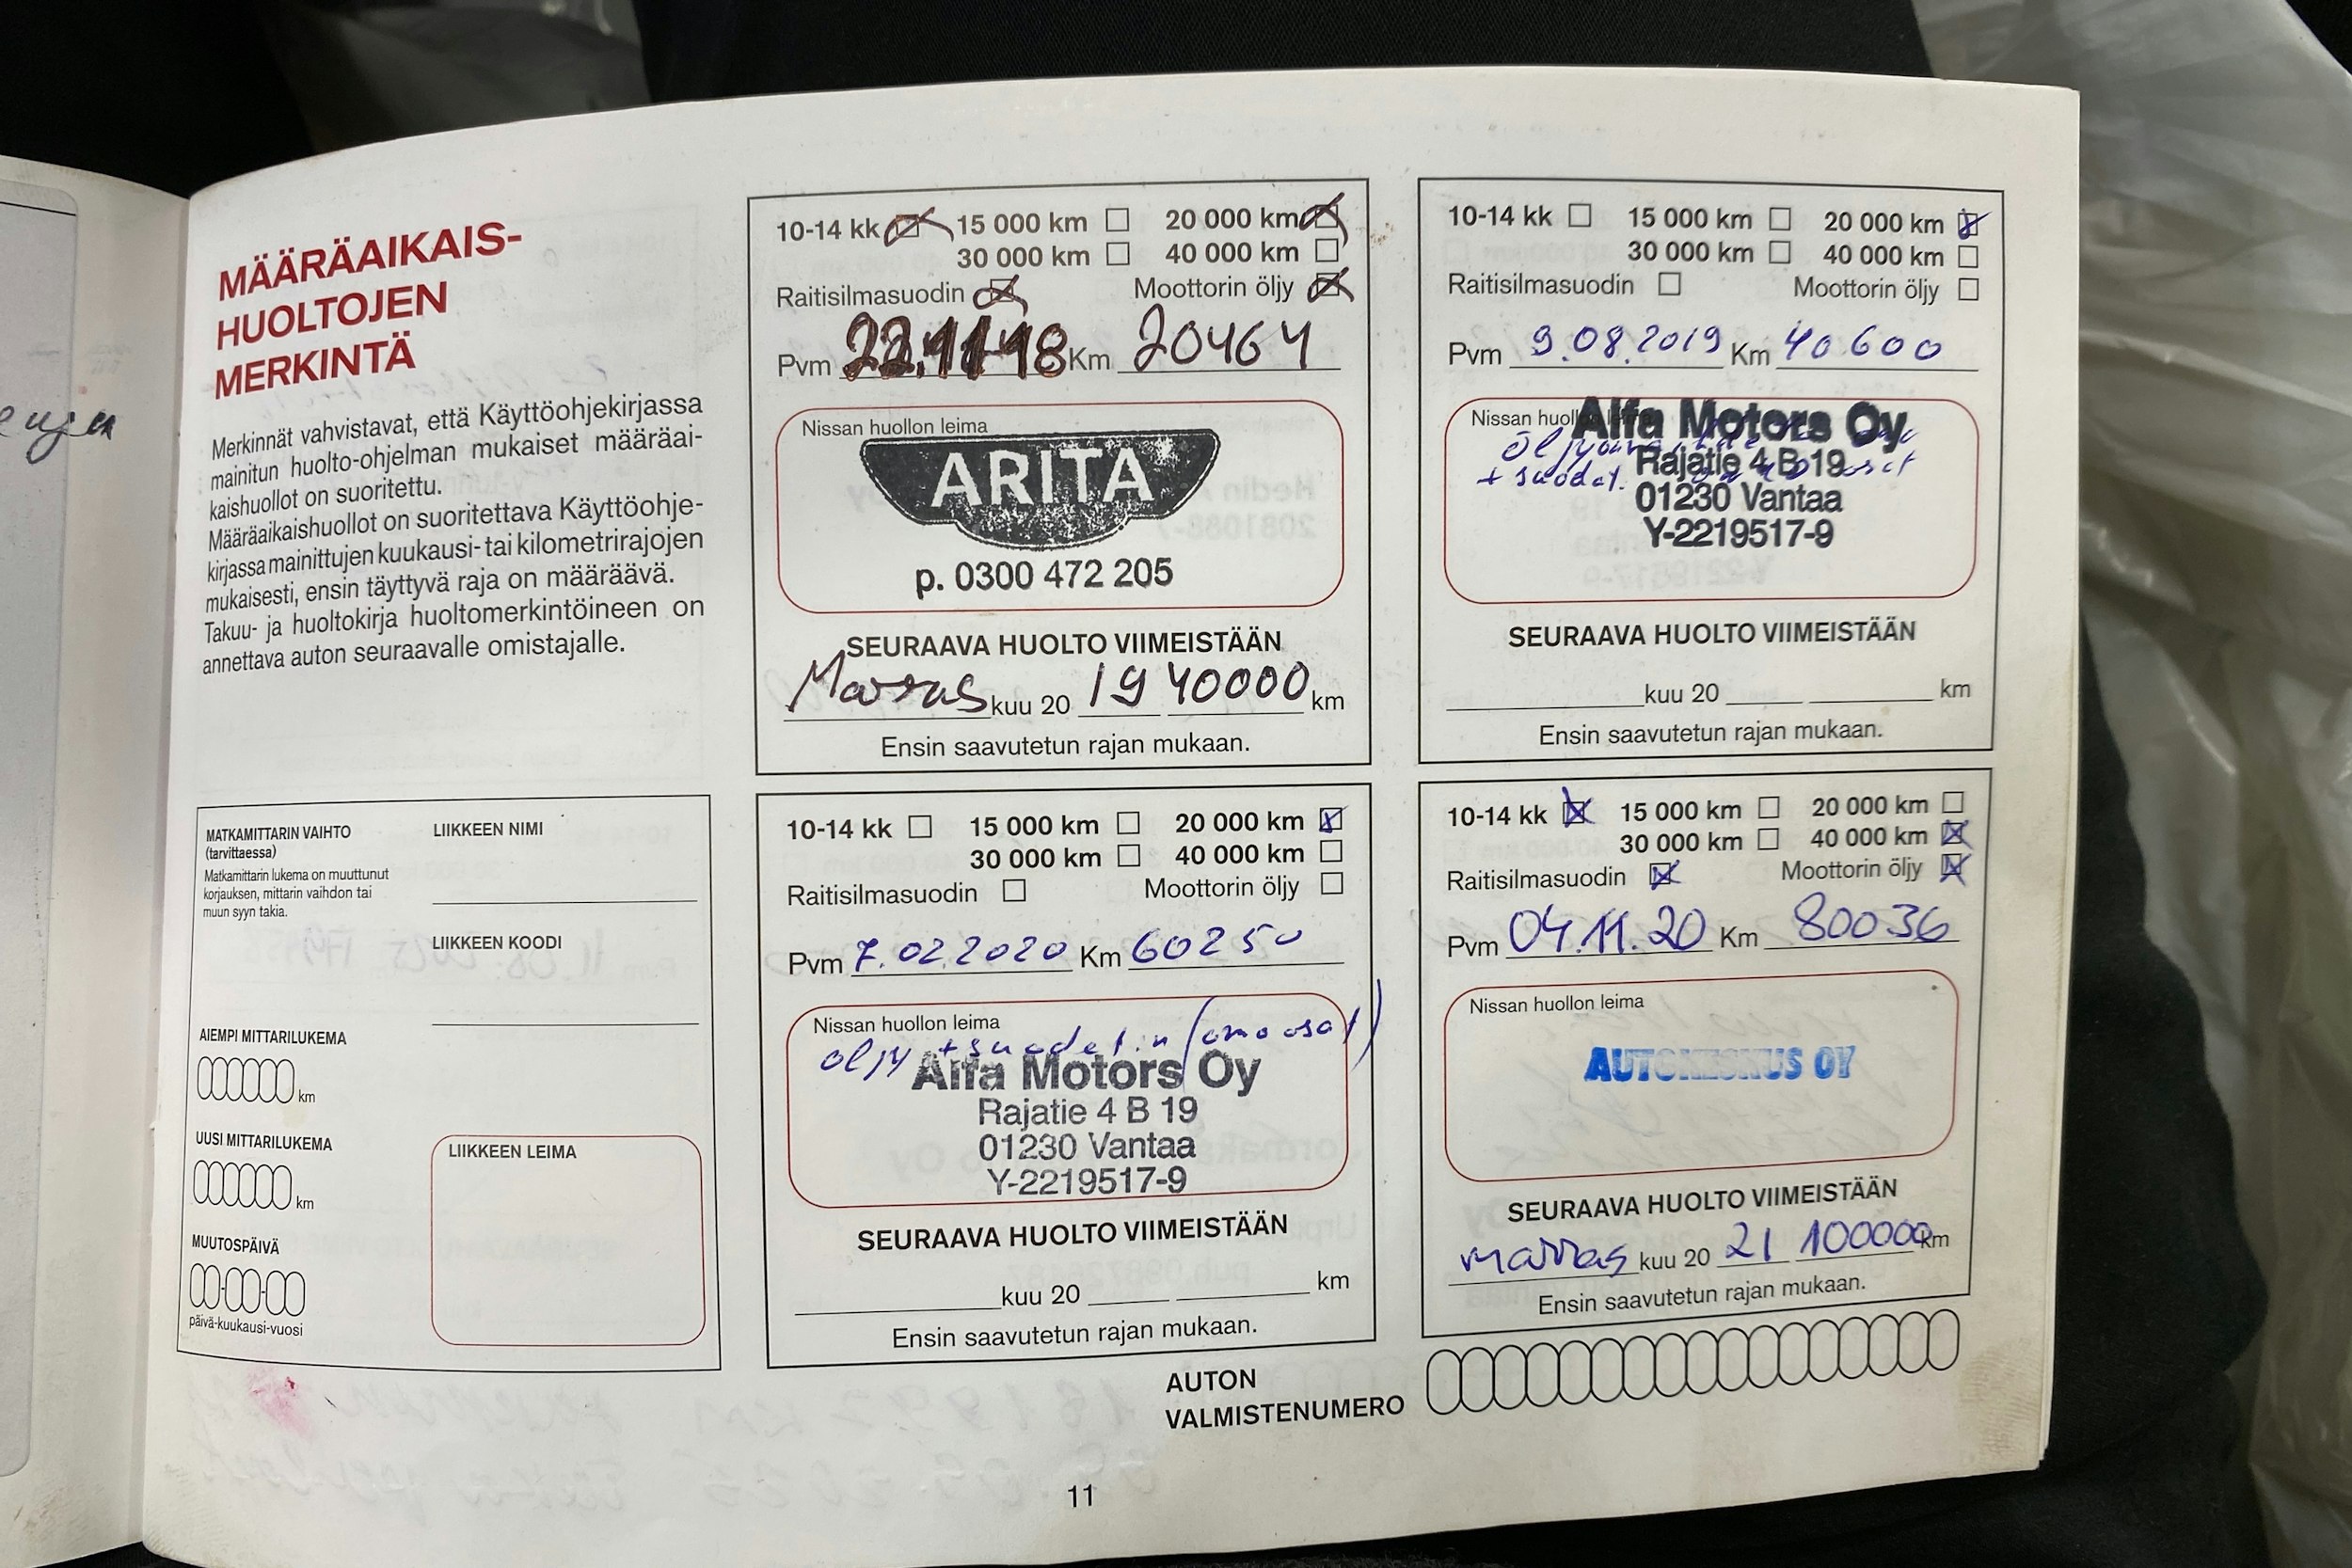 MÄÄRÄAIKAIS-
HUOLTOJEN
MERKINTÄ
Merkinnät vahvistavat, että Käyttöohjekirjassa
mainitun huolto-ohjelman mukaiset määräai-
kaishuollot on suoritettu.
Määräaikaishuollot on suoritettava Käyttöohje-
kirjassa mainittujen kuukausi- tai kilometrirajojen
mukaisesti, ensin täyttyvä raja on määräävä.
Takuu- ja huoltokirja huoltomerkintöineen on
annettava auton seuraavalle omistajalle.
MATKAMITTARIN VAIHTO
(tarvittaessa)
Matkamittarin lukema on muuttunut
korjauksen, mittarin vaihdon tai
muun syyn takia.
LIIKKEEN NIMI
LIIKKEEN KOODI
AIEMPI MITTARILUKEMA
km
UUSI MITTARILUKEMA
km
MUUTOSPÄIVÄ
päivä-kuukausi-vuosi
LIIKKEEN LEIMA
10-14 kk 15 000 km 20 000 km
30 000 km 40 000 km
Raitisilmasuodin Moottorin öljy
Pvm 22.11.18 Km 20464
Nissan huollon leima
ARITA
p. 0300 472 205
SEURAAVA HUOLTO VIIMEISTÄÄN
Marras kuu 20 19 40000 km
Ensin saavutetun rajan mukaan.
10-14 kk 15 000 km 20 000 km
30 000 km 40 000 km
Raitisilmasuodin Moottorin öljy
Pvm 9.08.2019 Km 40600
Nissan huollon leima
Alfa Motors Oy
+ suodat.
Rajatie 4 B 19
01230 Vantaa
Y-2219517-9
SEURAAVA HUOLTO VIIMEISTÄÄN
kuu 20 km
Ensin saavutetun rajan mukaan.
10-14 kk 15 000 km 20 000 km
30 000 km 40 000 km
Raitisilmasuodin Moottorin öljy
Pvm 7.02.2020 Km 60250
Nissan huollon leima
öljy + suodatin (oma osat)
Alfa Motors Oy
Rajatie 4 B 19
01230 Vantaa
Y-2219517-9
SEURAAVA HUOLTO VIIMEISTÄÄN
kuu 20 km
Ensin saavutetun rajan mukaan.
10-14 kk 15 000 km 20 000 km
30 000 km 40 000 km
Raitisilmasuodin Moottorin öljy
Pvm 04.11.20 Km 80036
Nissan huollon leima
AUTOKESKUS OY
SEURAAVA HUOLTO VIIMEISTÄÄN
marras kuu 20 21 100000 km
Ensin saavutetun rajan mukaan.
AUTON
VALMISTENUMERO
11